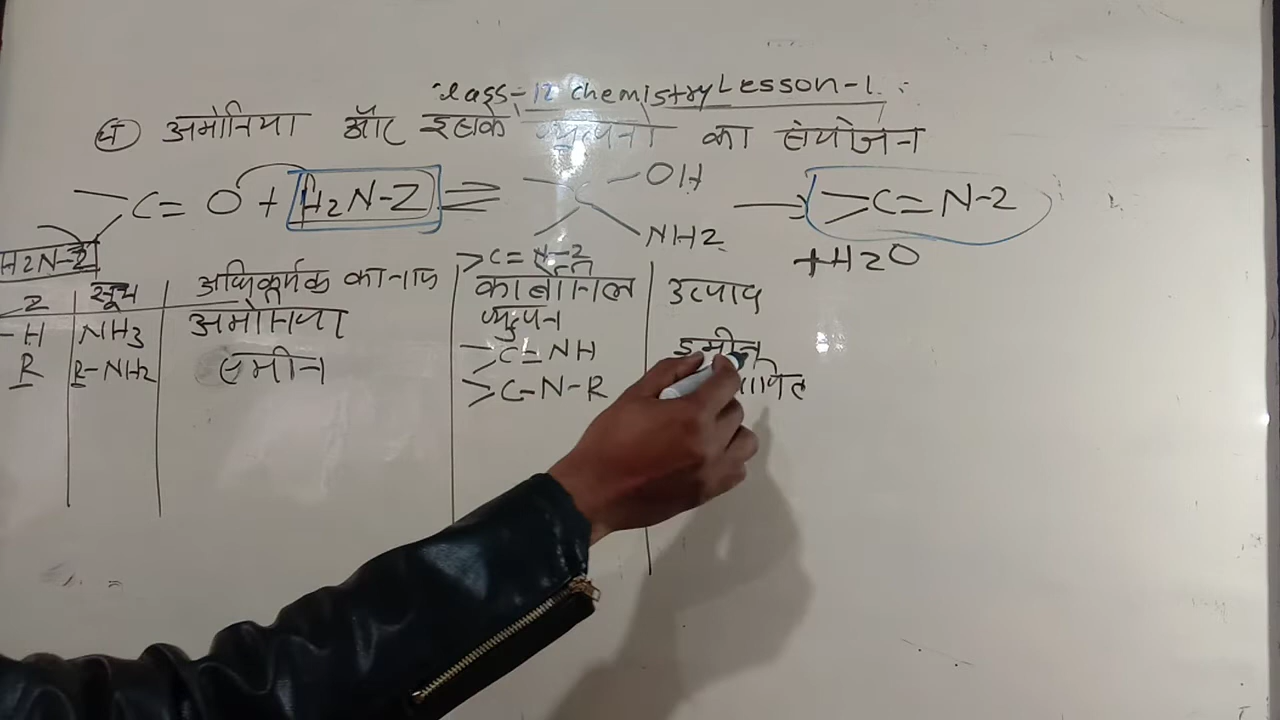 class-12 chemistry Lesson-1
घ अमोनिया और इसके व्युत्पन्नो का संयोजन
>C=O + H2N-Z ⇌ C -OH NH2 → >C=N-Z
+H2O
H2N-Z
>C=N-Z
Z सूत्र अभिकर्मक का नाम कार्बोनिल व्युत्पन उत्पाद
-H NH3 अमोनिया >C=NH इमीन
R R-NH2 एमीन >C-N-R